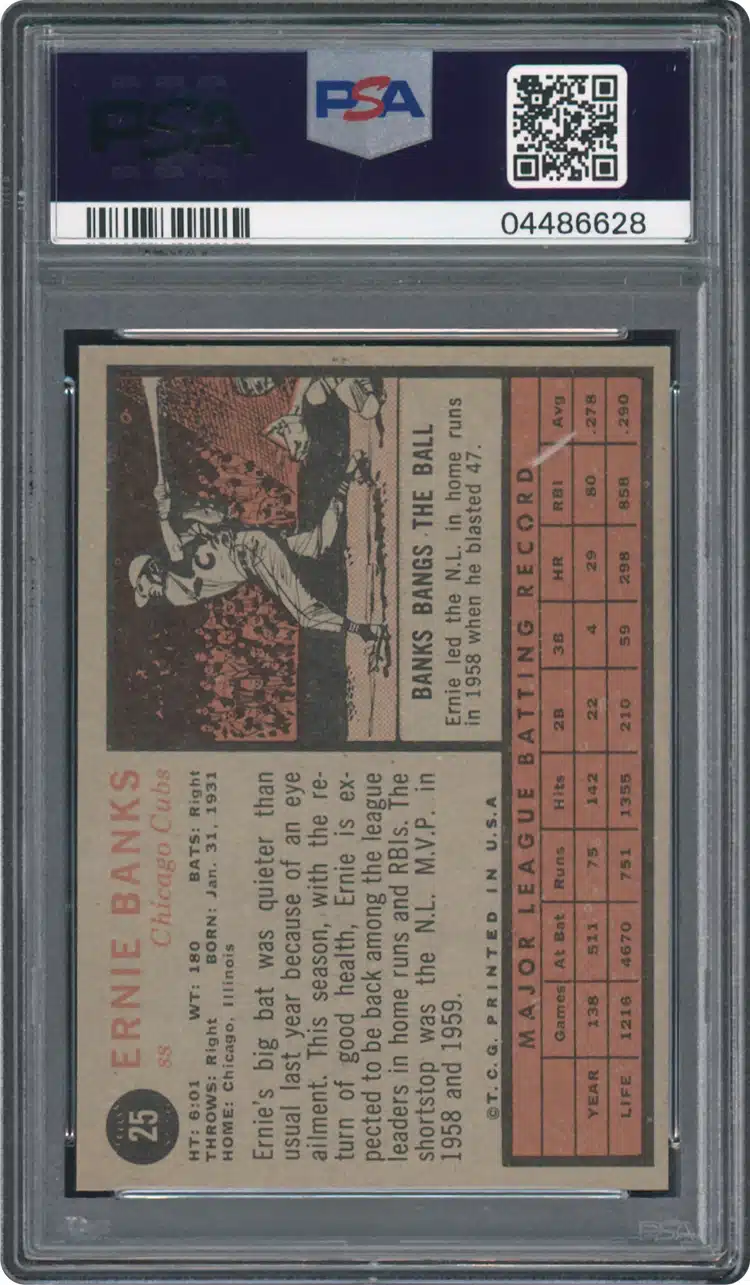 PSA
PSA
04486628
25
ERNIE BANKS
ss Chicago Cubs
HT: 6:01 WT: 180 BATS: Right
THROWS: Right BORN: Jan. 31, 1931
HOME: Chicago, Illinois
Ernie's big bat was quieter than
usual last year because of an eye
ailment. This season, with the re-
turn of good health, Ernie is ex-
pected to be back among the league
leaders in home runs and RBIs. The
shortstop was the N.L. M.V.P. in
1958 and 1959.
©T.C.G. PRINTED IN U.S.A
BANKS BANGS THE BALL
Ernie led the N.L. in home runs
in 1958 when he blasted 47.
MAJOR LEAGUE BATTING RECORD
Games At Bat Runs Hits 2B 3B HR RBI Avg
YEAR 138 511 75 142 22 4 29 80 .278
LIFE 1216 4670 751 1355 210 59 298 858 .290
PSA